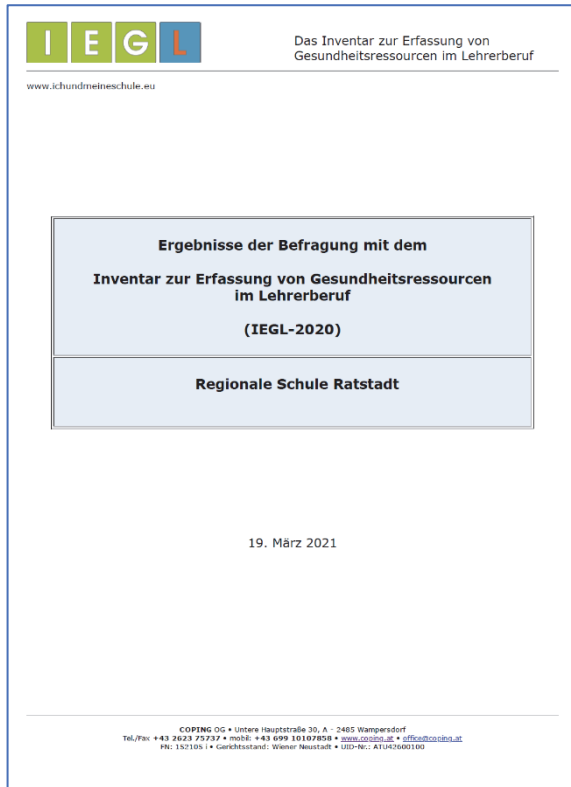 IEGL
Das Inventar zur Erfassung von
Gesundheitsressourcen im Lehrerberuf
www.ichundmeineschule.eu
Ergebnisse der Befragung mit dem
Inventar zur Erfassung von Gesundheitsressourcen
im Lehrerberuf
(IEGL-2020)
Regionale Schule Ratstadt
19. März 2021
COPING OG • Untere Hauptstraße 30, A - 2485 Wampersdorf
Tel./Fax +43 2623 75737 • mobil: +43 699 10107858 • www.coping.at • office@coping.at
FN: 152105 i • Gerichtsstand: Wiener Neustadt • UID-Nr.: ATU42600100